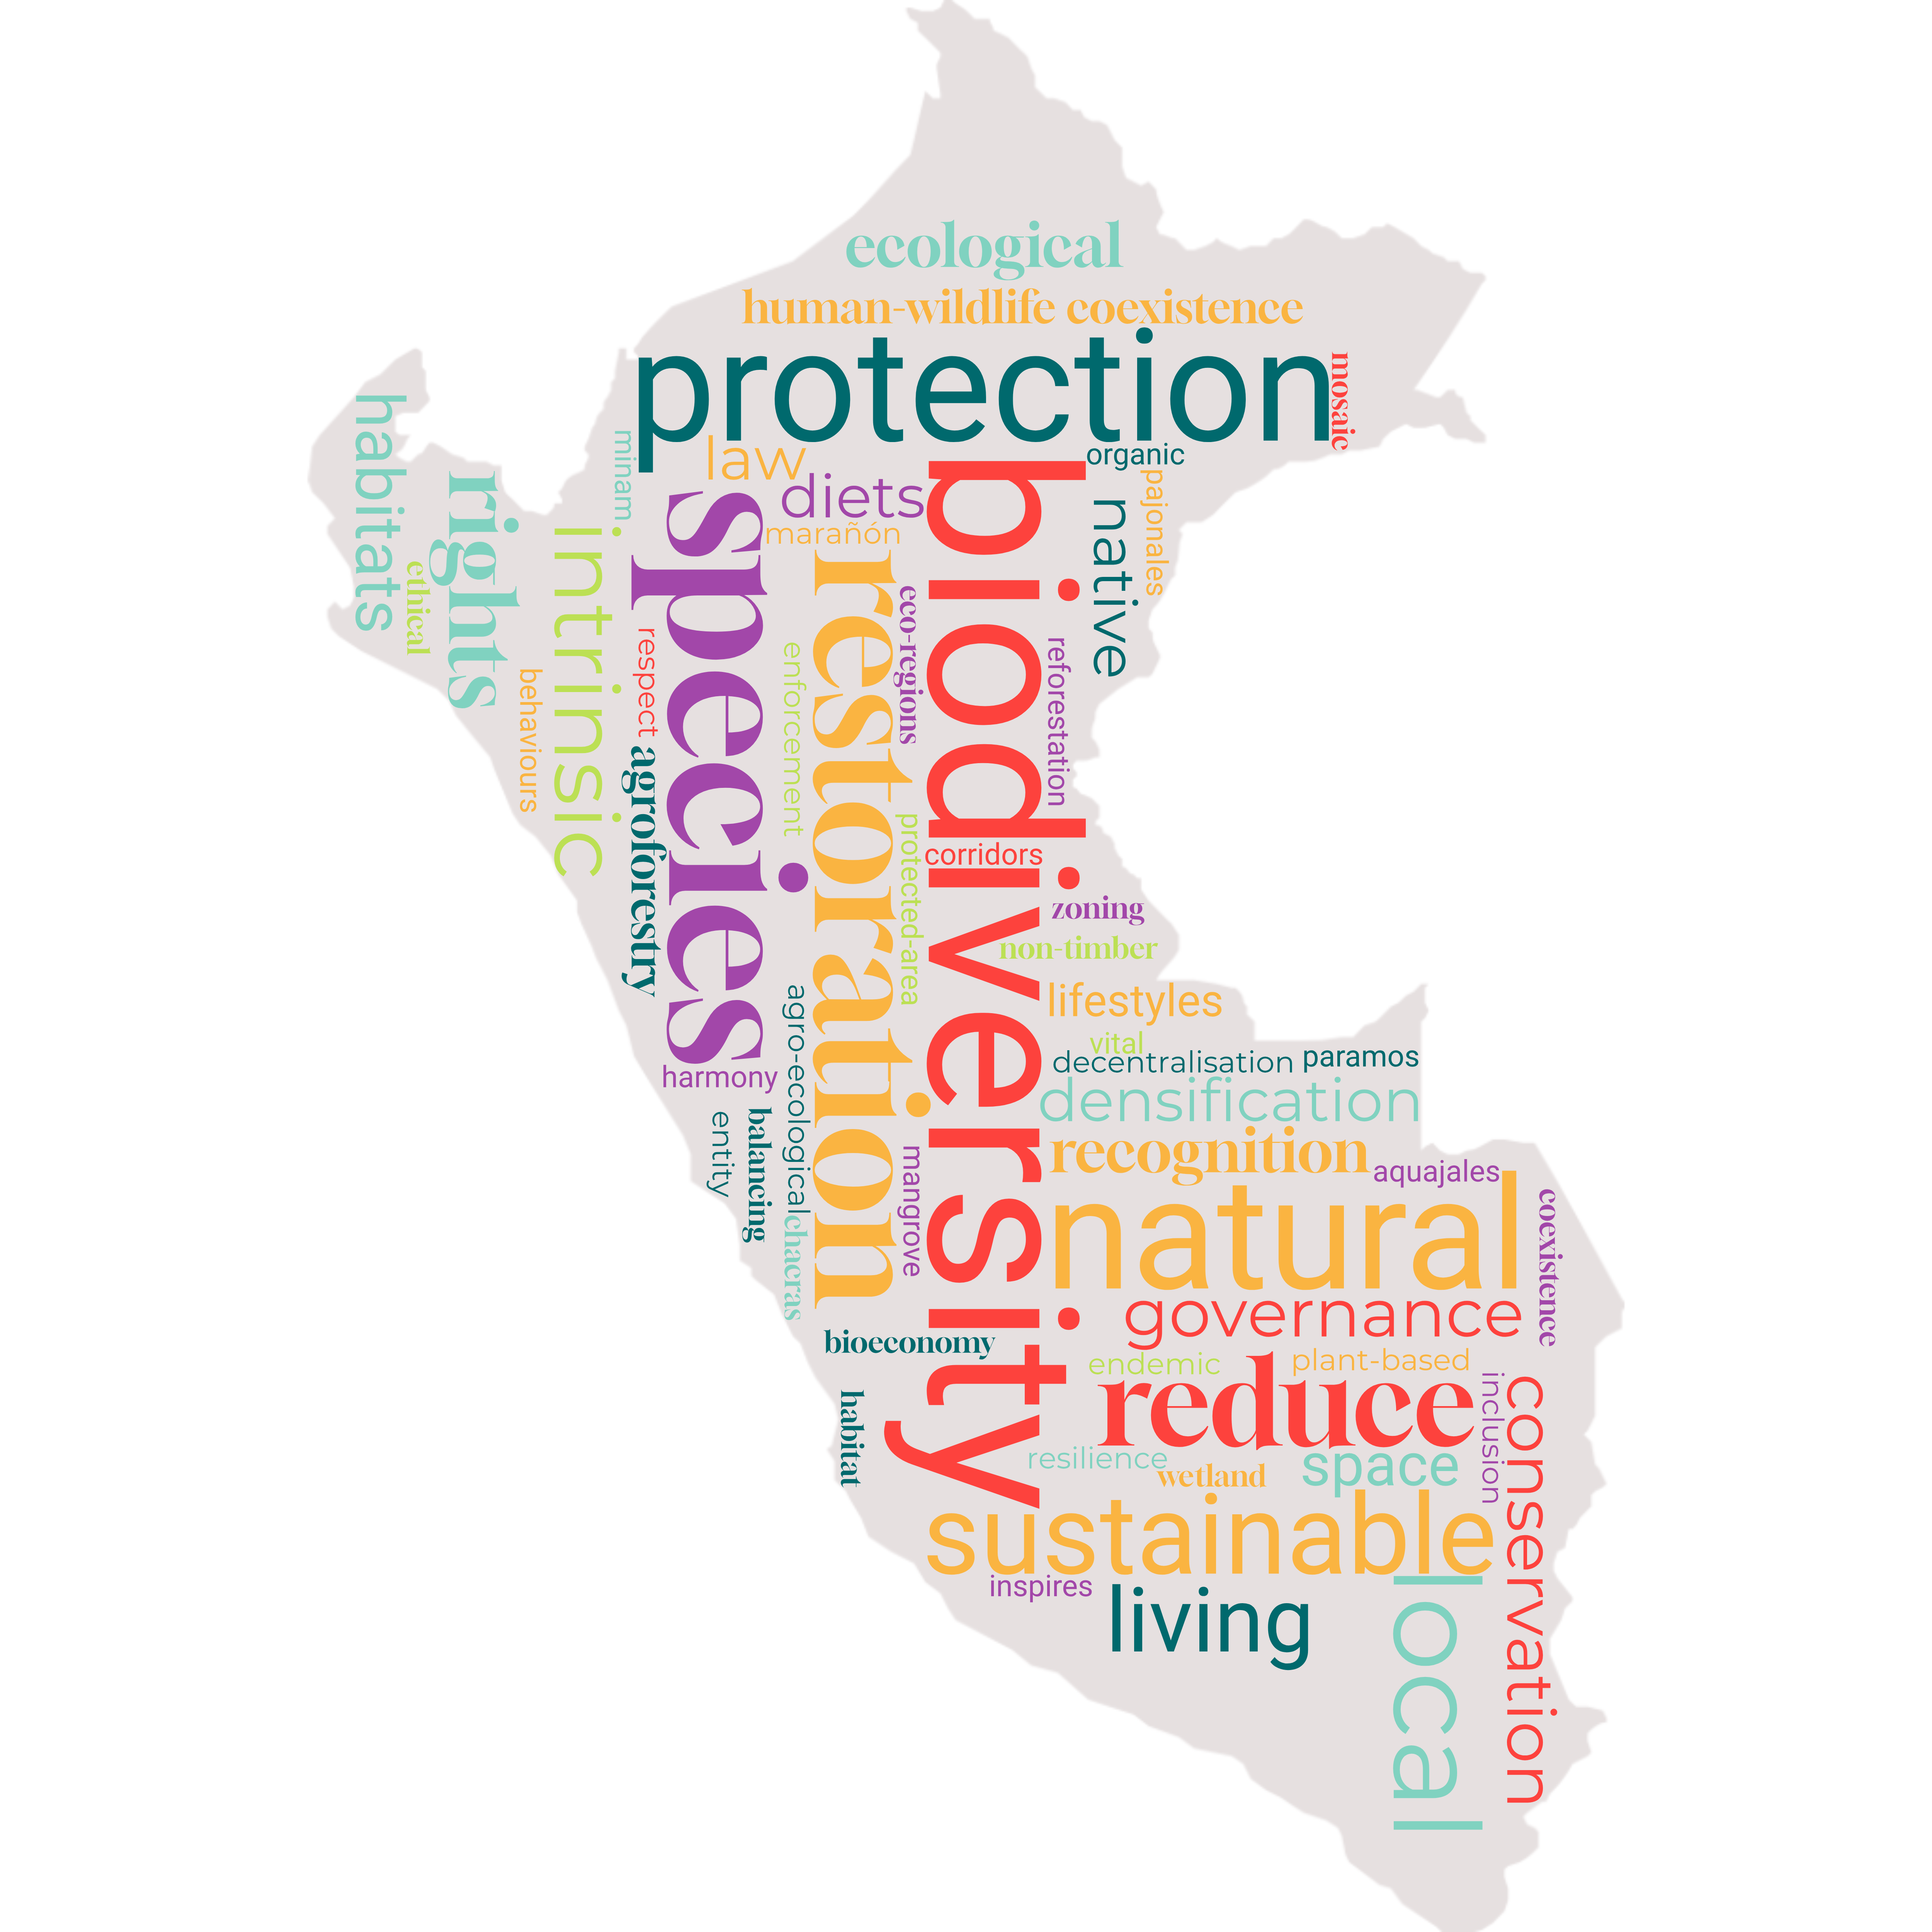 ecological
human-wildlife coexistence
protection
mosaic
habitats
minam
law
organic
rights
diets
biodiversity
pajonales
native
intrinsic
species
marañón
restoration
ethical
eco-regions
respect
enforcement
reforestation
behaviours
agroforestry
protected-area
corridors
zoning
non-timber
lifestyles
agro-ecological
vital
decentralisation
paramos
harmony
densification
entity
balancing
recognition
mangrove
aquajales
natural
coexistence
chacras
governance
bioeconomy
endemic
plant-based
reduce
inclusion
conservation
habitat
resilience
wetland
space
sustainable
inspires
living
local